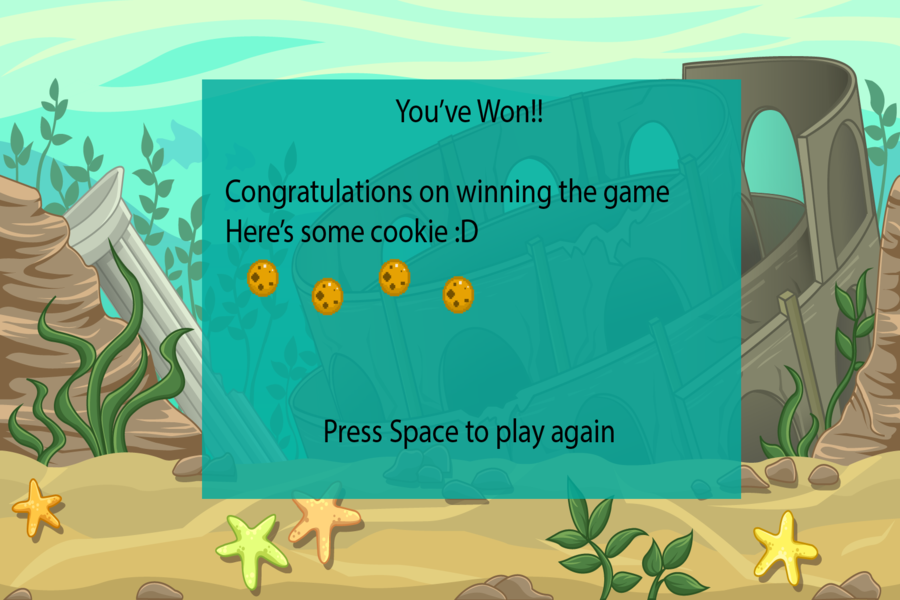 You've Won!!
Congratulations on winning the game
Here's some cookie :D
Press Space to play again